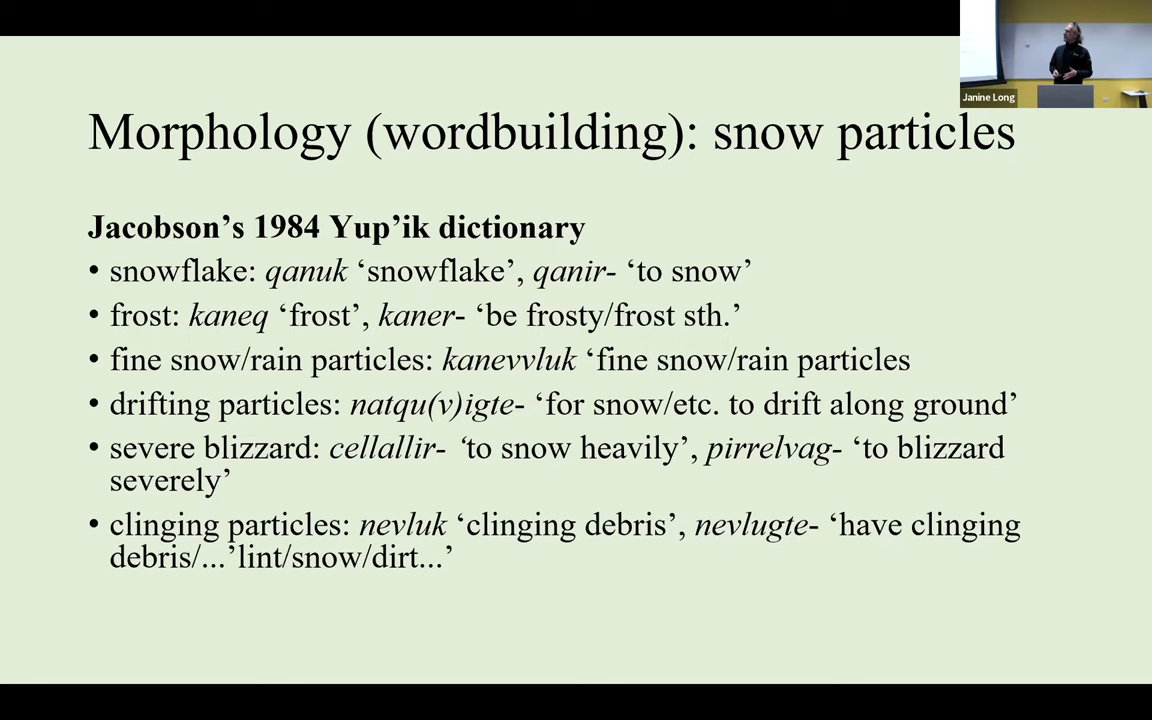 Janine Long
Morphology (wordbuilding): snow particles
Jacobson’s 1984 Yup’ik dictionary
• snowflake: qanuk ‘snowflake’, qanir- ‘to snow’
• frost: kaneq ‘frost’, kaner- ‘be frosty/frost sth.’
• fine snow/rain particles: kanevvluk ‘fine snow/rain particles
• drifting particles: natqu(v)igte- ‘for snow/etc. to drift along ground’
• severe blizzard: cellallir- ‘to snow heavily’, pirrelvag- ‘to blizzard
severely’
• clinging particles: nevluk ‘clinging debris’, nevlugte- ‘have clinging
debris/...’lint/snow/dirt...’